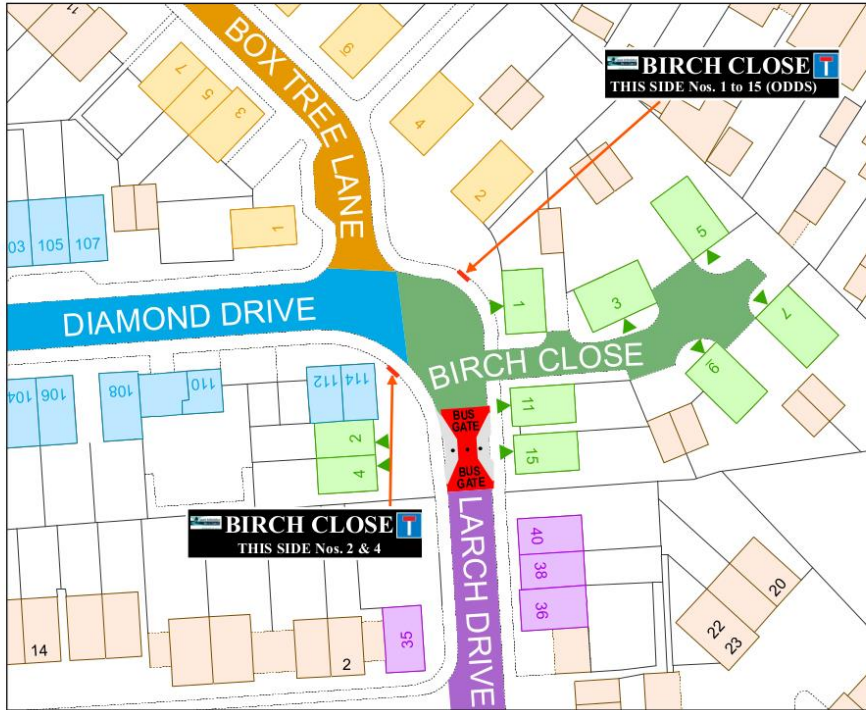 11
BOX TREE LANE
6
7
5
3
4
2
1
BIRCH CLOSE
THIS SIDE Nos. 1 to 15 (ODDS)
03
105
107
DIAMOND DRIVE
5
1
3
7
BIRCH CLOSE
9
104
106
108
110
112
114
11
2
4
15
BUS
GATE
BUS
GATE
BIRCH CLOSE
THIS SIDE Nos. 2 & 4
LARCH DRIVE
40
38
36
35
14
2
20
22
23